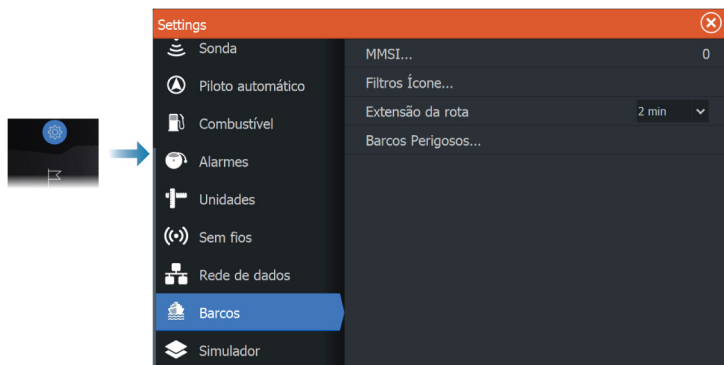 Settings
Sonda
Piloto automático
Combustível
Alarmes
Unidades
Sem fios
Rede de dados
Barcos
Simulador
MMSI... 0
Filtros Ícone...
Extensão da rota 2 min
Barcos Perigosos...